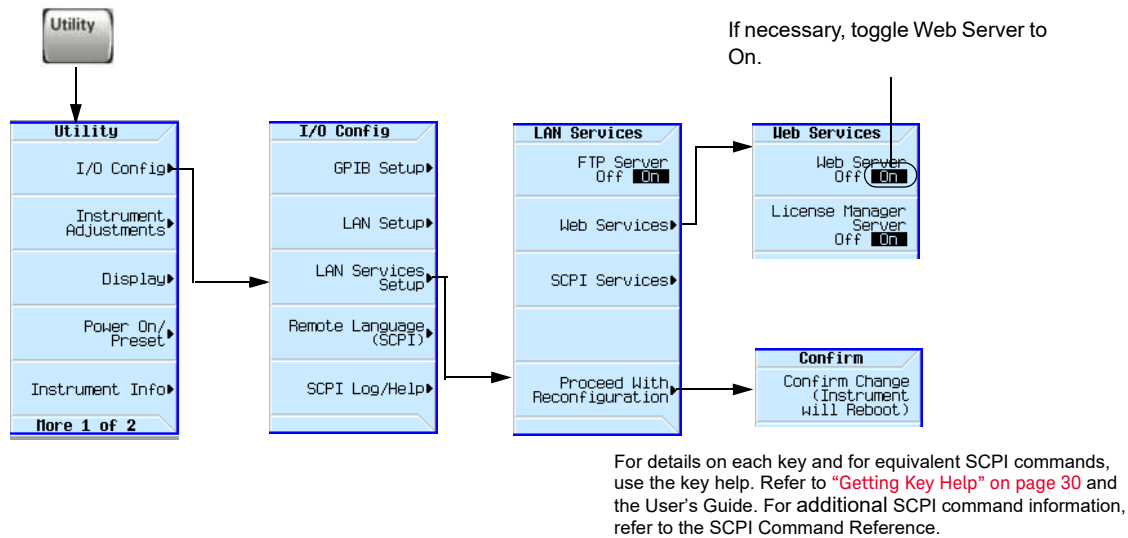 Utility
If necessary, toggle Web Server to
On.
Utility
I/O Config
Instrument
Adjustments
Display
Power On/
Preset
Instrument Info
More 1 of 2
I/O Config
GPIB Setup
LAN Setup
LAN Services
Setup
Remote Language
(SCPI)
SCPI Log/Help
LAN Services
FTP Server
Off On
Web Services
SCPI Services
Proceed With
Reconfiguration
Web Services
Web Server
Off On
License Manager
Server
Off On
Confirm
Confirm Change
(Instrument
will Reboot)
For details on each key and for equivalent SCPI commands,
use the key help. Refer to “Getting Key Help” on page 30 and
the User’s Guide. For additional SCPI command information,
refer to the SCPI Command Reference.